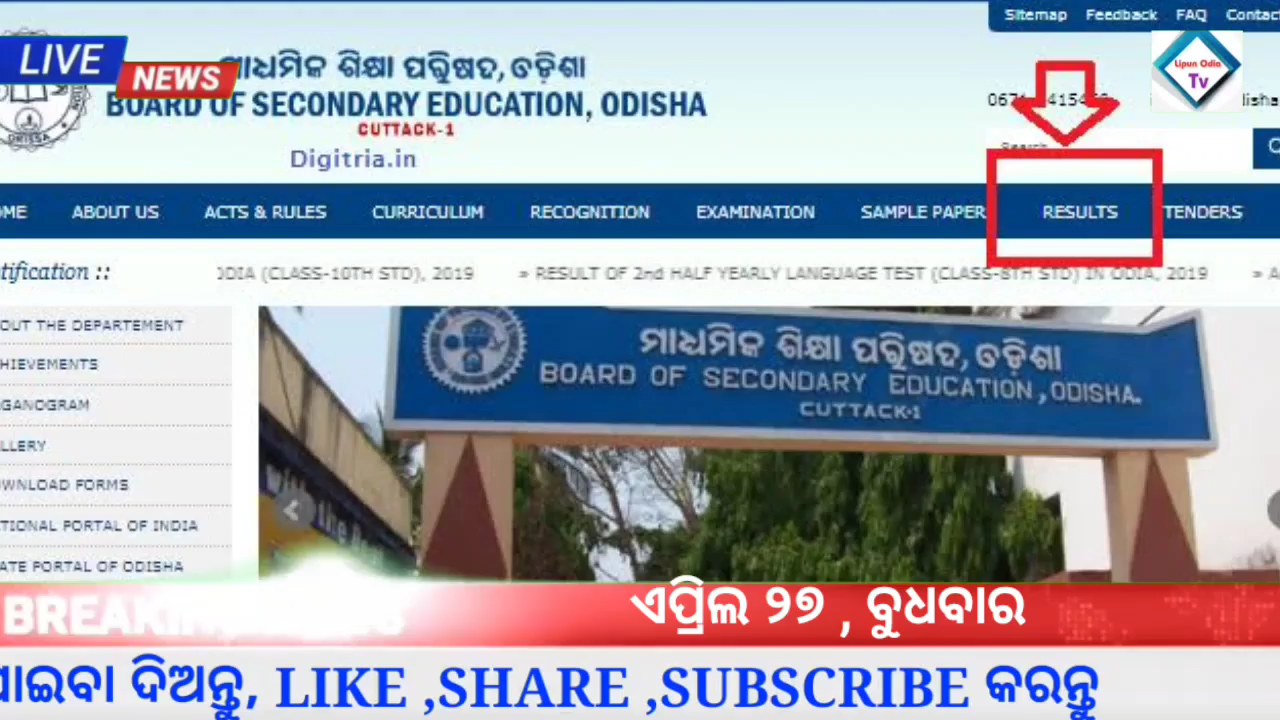 Sitemap Feedback FAQ Contact
LIVE
NEWS
Lipun Odia
Tv
ମାଧ୍ୟମିକ ଶିକ୍ଷା ପରିଷଦ, ଓଡ଼ିଶା
BOARD OF SECONDARY EDUCATION, ODISHA
CUTTACK-1
Digitria.in
Search
ABOUT US ACTS & RULES CURRICULUM RECOGNITION EXAMINATION SAMPLE PAPER RESULTS TENDERS
tification ::
ODIA (CLASS-10TH STD), 2019 » RESULT OF 2nd HALF YEARLY LANGUAGE TEST (CLASS-8TH STD) IN ODIA, 2019 » A
OUT THE DEPARTEMENT
HIEVEMENTS
GANOGRAM
LLERY
OWNLOAD FORMS
TIONAL PORTAL OF INDIA
ATE PORTAL OF ODISHA
ମାଧ୍ୟମିକ ଶିକ୍ଷା ପରିଷଦ, ଓଡ଼ିଶା
BOARD OF SECONDARY EDUCATION, ODISHA.
CUTTACK-1
ଏପ୍ରିଲ ୨୭ , ବୁଧବାର
ପାଇବା ଦିଅନ୍ତୁ, LIKE ,SHARE ,SUBSCRIBE କରନ୍ତୁ